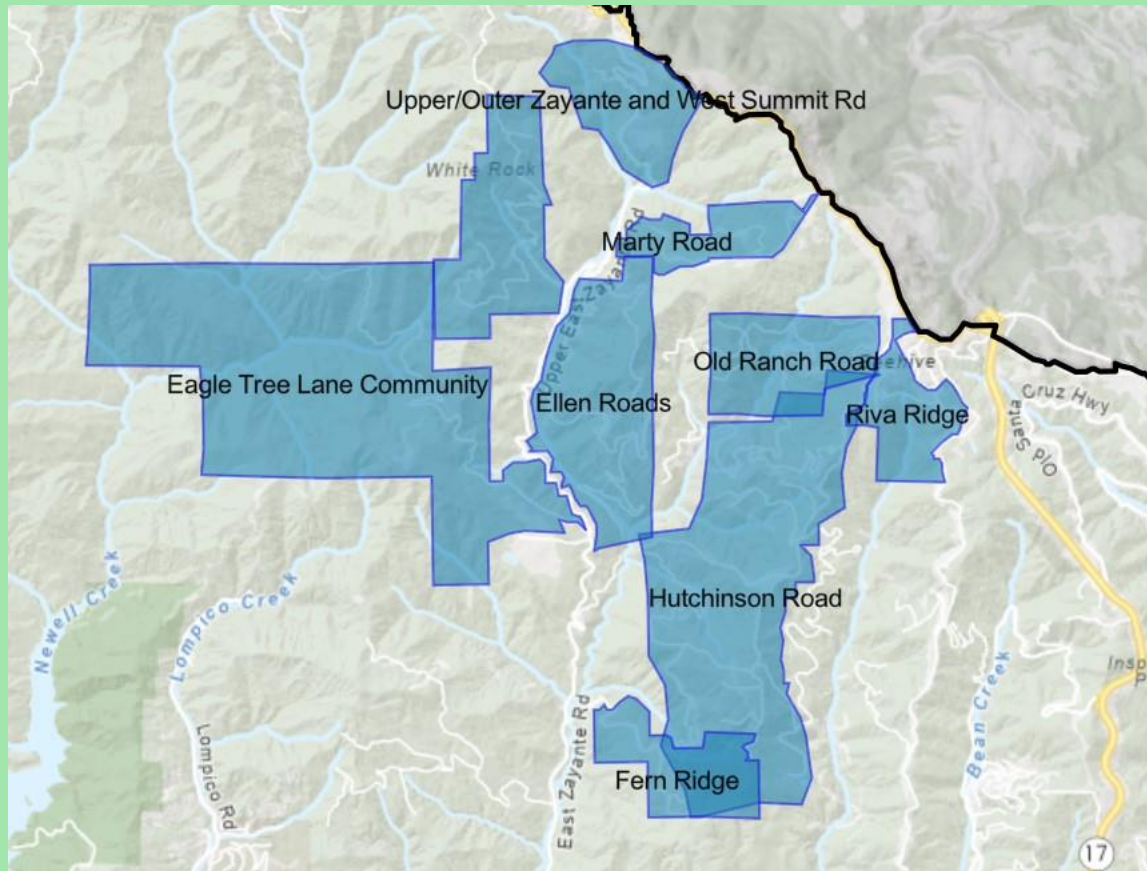 Upper/Outer Zayante and West Summit Rd
White Rock
Marty Road
Upper East Zayante Rd
Old Ranch Road
Eagle Tree Lane Community
Ellen Roads
Riva Ridge
Cruz Hwy
Santa
Old
Hutchinson Road
Newell Creek
Lompico Creek
Bean Creek
Lompico Rd
East Zayante Rd
Fern Ridge
17